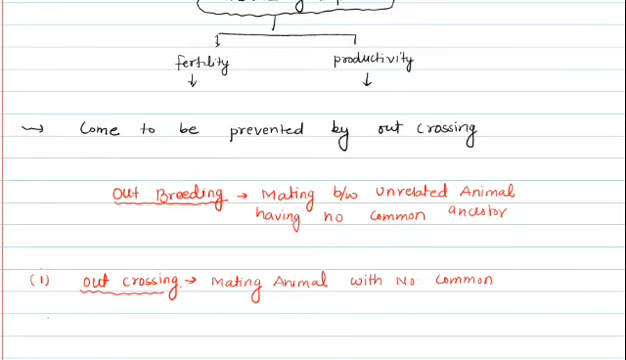 fertility productivity
↓ ↓
→ Come to be prevented by out crossing
Out Breeding → Mating b/w unrelated Animal
having no common ancestor
(i) Out crossing → Mating Animal with No Common